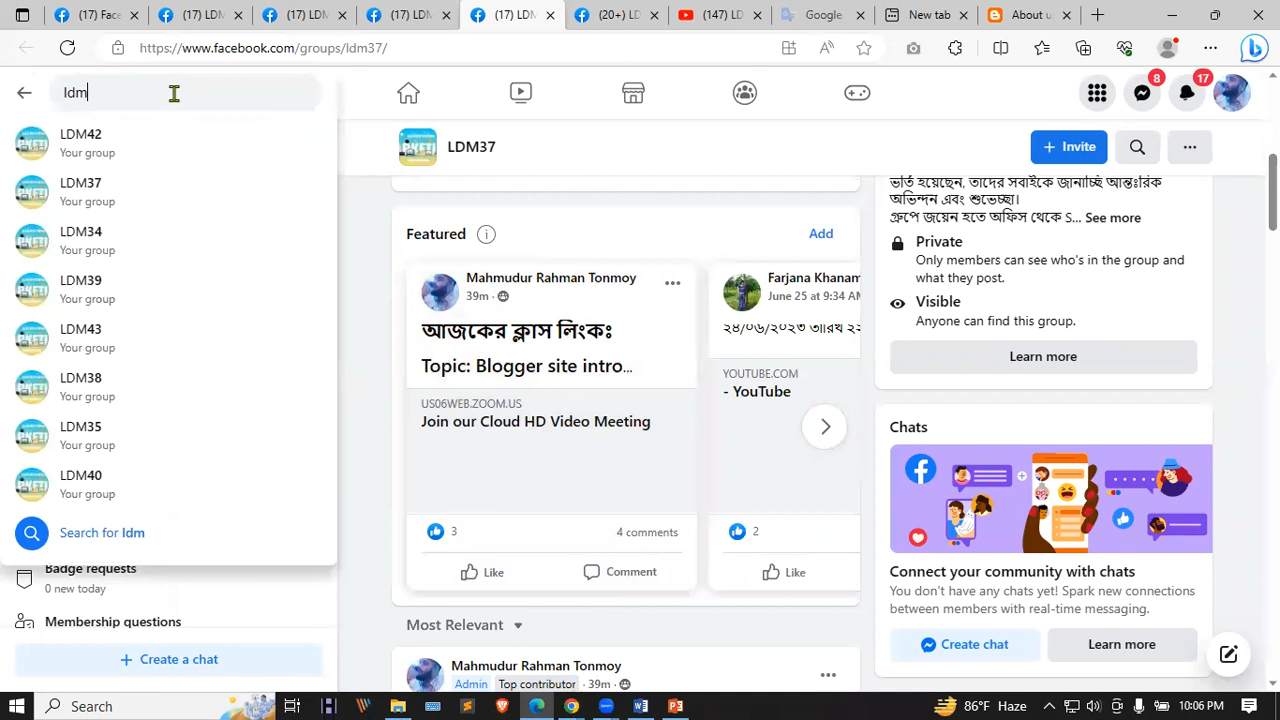 (17) Face
(17) LDM
(17) LDM
(17) LDM
(17) LDM
(20+) LD
(147) LD
Google
New tab
About u
https://www.facebook.com/groups/ldm37/
ldm
8
17
LDM42
Your group
LDM37
Your group
LDM34
Your group
LDM39
Your group
LDM43
Your group
LDM38
Your group
LDM35
Your group
LDM40
Your group
Search for ldm
Badge requests
0 new today
Membership questions
+ Create a chat
LDM37
+ Invite
Featured
Add
Mahmudur Rahman Tonmoy
39m
আজকের ক্লাস লিংকঃ
Topic: Blogger site intro...
US06WEB.ZOOM.US
Join our Cloud HD Video Meeting
3
4 comments
Like
Comment
Farjana Khanam
June 25 at 9:34 AM
২৪/০৬/২০২৩ তারিখ ২২
YOUTUBE.COM
- YouTube
2
Like
Most Relevant
Mahmudur Rahman Tonmoy
Admin
Top contributor
39m
ভর্তি হয়েছেন, তাদের সবাইকে জানাচ্ছি আন্তঃরিক
অভিনন্দন এবং শুভেচ্ছা।
গ্রুপে জয়েন হতে অফিস থেকে S... See more
Private
Only members can see who's in the group and
what they post.
Visible
Anyone can find this group.
Learn more
Chats
Connect your community with chats
You don't have any chats yet! Spark new connections
between members with real-time messaging.
Create chat
Learn more
Search
86°F Haze
10:06 PM